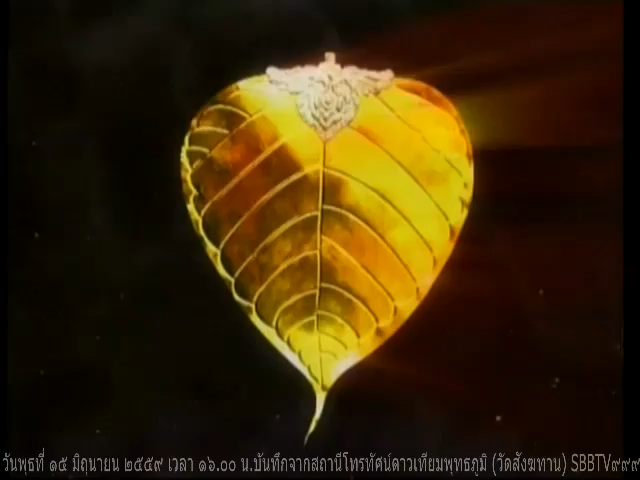 วันพุธที่ ๑๕ มิถุนายน ๒๕๕๙ เวลา ๑๖.๐๐ น.บันทึกจากสถานีโทรทัศน์ดาวเทียมพุทธภูมิ (วัดสังฆทาน) SBBTV๙๙๙